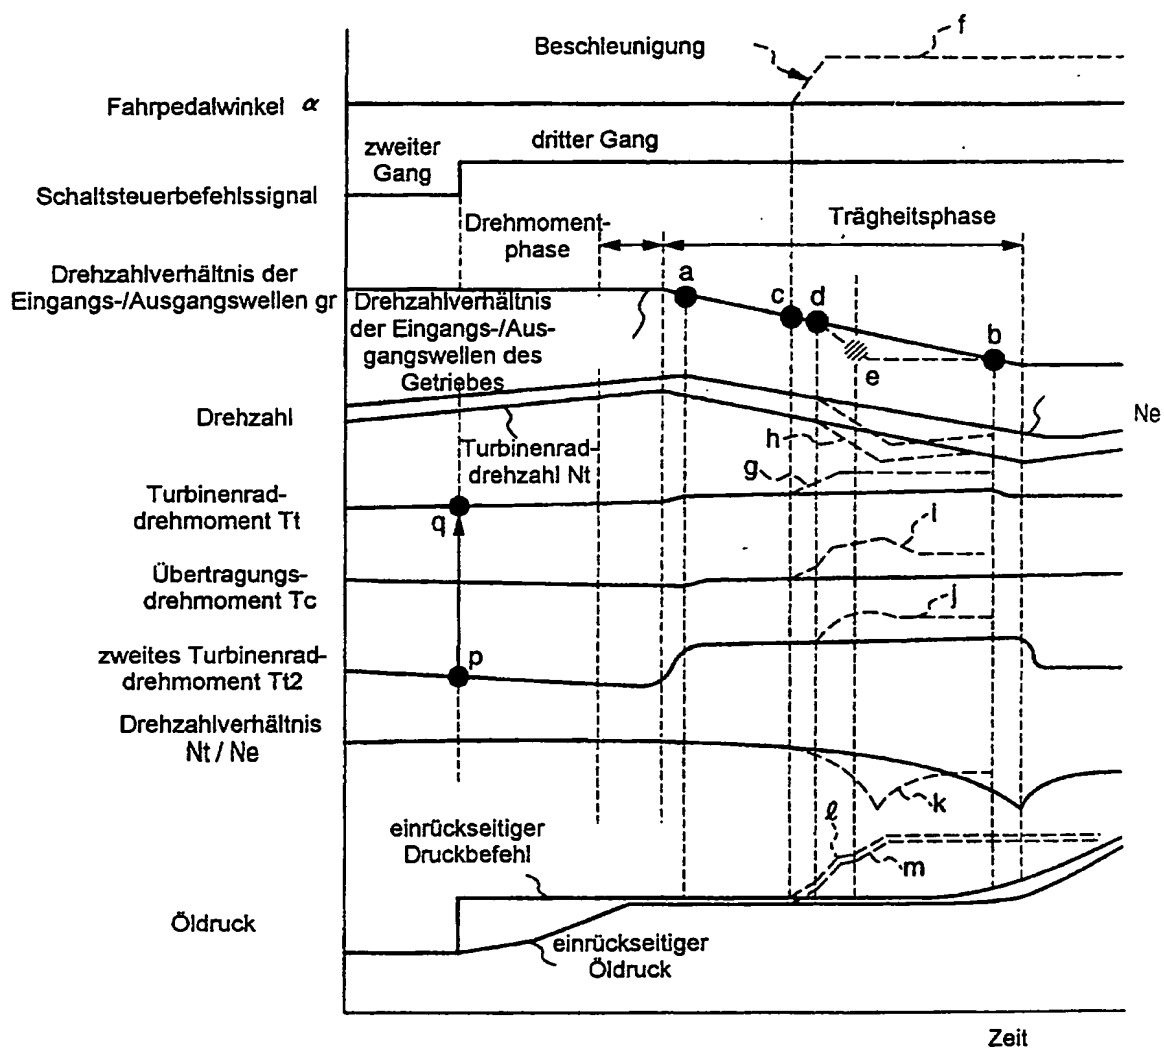 f
Beschleunigung
Fahrpedalwinkel α
dritter Gang
zweiter
Gang
Schaltsteuerbefehlssignal
Drehmoment-
phase
Trägheitsphase
Drehzahlverhältnis der
Eingangs-/Ausgangswellen gr
a
c
d
b
e
Drehzahlverhältnis
der Eingangs-/Aus-
gangswellen des
Getriebes
Drehzahl
Ne
h
Turbinenrad-
drehzahl Nt
g
Turbinenrad-
drehmoment Tt
q
i
Übertragungs-
drehmoment Tc
j
zweites Turbinenrad-
drehmoment Tt2
p
Drehzahlverhältnis
Nt / Ne
k
einrückseitiger
Druckbefehl
ℓ
m
Öldruck
einrückseitiger
Öldruck
Zeit